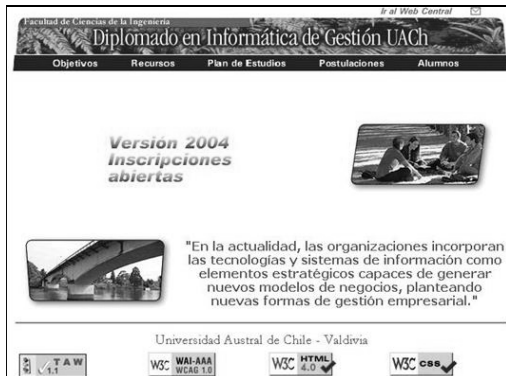 Ir al Web Central
Facultad de Ciencias de la Ingeniería
Diplomado en Informática de Gestión UACh
Objetivos Recursos Plan de Estudios Postulaciones Alumnos
Versión 2004
Inscripciones
abiertas
"En la actualidad, las organizaciones incorporan
las tecnologías y sistemas de información como
elementos estratégicos capaces de generar
nuevos modelos de negocios, planteando
nuevas formas de gestión empresarial."
Universidad Austral de Chile - Valdivia
TAW 1.1
W3C WAI-AAA WCAG 1.0
W3C HTML 4.0
W3C css